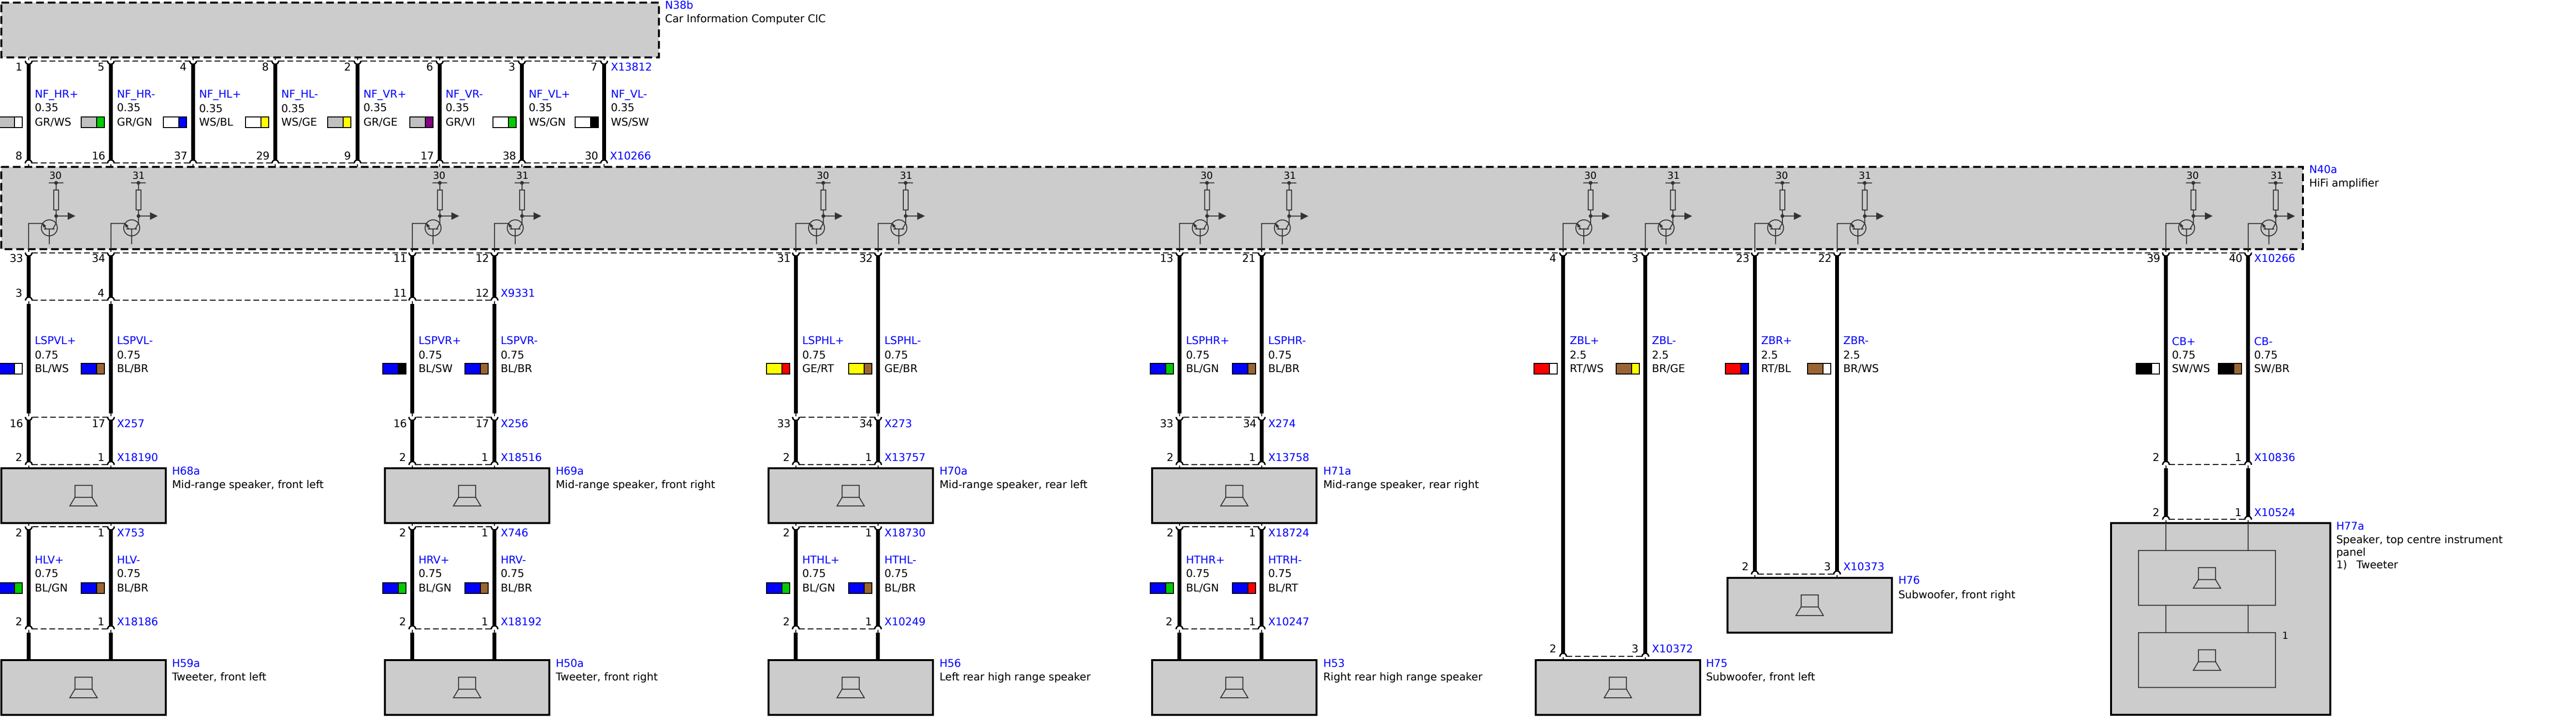 N38b
Car Information Computer CIC
1 5 4 8 2 6 3 7 X13812
NF_HR+ NF_HR- NF_HL+ NF_HL- NF_VR+ NF_VR- NF_VL+ NF_VL-
0.35 0.35 0.35 0.35 0.35 0.35 0.35 0.35
GR/WS GR/GN WS/BL WS/GE GR/GE GR/VI WS/GN WS/SW
8 16 37 29 9 17 38 30 X10266
N40a
HiFi amplifier
30 31 30 31 30 31 30 31 30 31 30 31 30 31
33 34 11 12 31 32 13 21 4 3 23 22 39 40 X10266
3 4 11 12 X9331
LSPVL+ LSPVL- LSPVR+ LSPVR- LSPHL+ LSPHL- LSPHR+ LSPHR- ZBL+ ZBL- ZBR+ ZBR- CB+ CB-
0.75 0.75 0.75 0.75 0.75 0.75 0.75 0.75 2.5 2.5 2.5 2.5 0.75 0.75
BL/WS BL/BR BL/SW BL/BR GE/RT GE/BR BL/GN BL/BR RT/WS BR/GE RT/BL BR/WS SW/WS SW/BR
16 17 X257 16 17 X256 33 34 X273 33 34 X274
2 1 X18190 2 1 X18516 2 1 X13757 2 1 X13758 2 1 X10836
H68a H69a H70a H71a
Mid-range speaker, front left Mid-range speaker, front right Mid-range speaker, rear left Mid-range speaker, rear right
2 1 X10524
2 1 X753 2 1 X746 2 1 X18730 2 1 X18724
H77a
Speaker, top centre instrument
panel
1) Tweeter
HLV+ HLV- HRV+ HRV- HTHL+ HTHL- HTHR+ HTRH-
0.75 0.75 0.75 0.75 0.75 0.75 0.75 0.75
BL/GN BL/BR BL/GN BL/BR BL/GN BL/BR BL/GN BL/RT
2 3 X10373
H76
Subwoofer, front right
2 1 X18186 2 1 X18192 2 1 X10249 2 1 X10247
1
2 3 X10372
H59a H50a H56 H53 H75
Tweeter, front left Tweeter, front right Left rear high range speaker Right rear high range speaker Subwoofer, front left